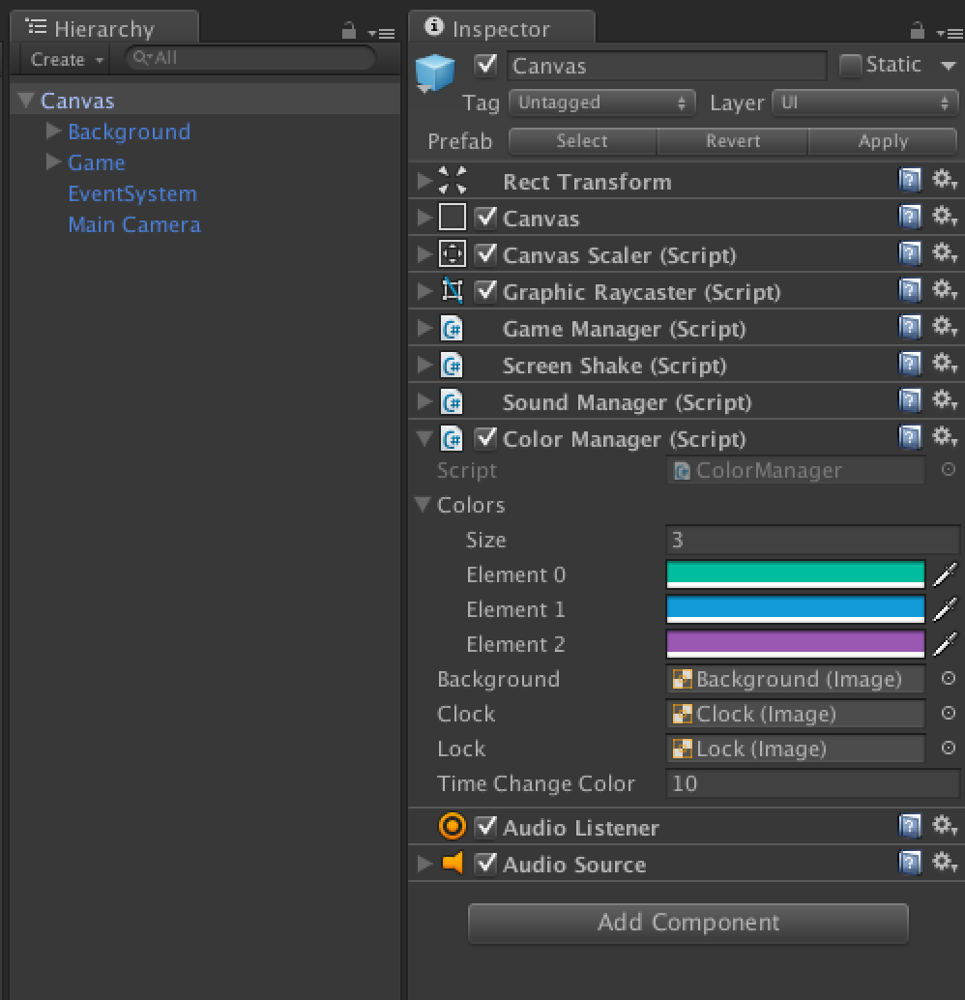 Hierarchy
Create
All
Canvas
Background
Game
EventSystem
Main Camera
Inspector
Canvas
Static
Tag
Untagged
Layer
UI
Prefab
Select
Revert
Apply
Rect Transform
Canvas
Canvas Scaler (Script)
Graphic Raycaster (Script)
C# Game Manager (Script)
C# Screen Shake (Script)
C# Sound Manager (Script)
C# Color Manager (Script)
Script
ColorManager
Colors
Size
3
Element 0
Element 1
Element 2
Background
Background (Image)
Clock
Clock (Image)
Lock
Lock (Image)
Time Change Color
10
Audio Listener
Audio Source
Add Component